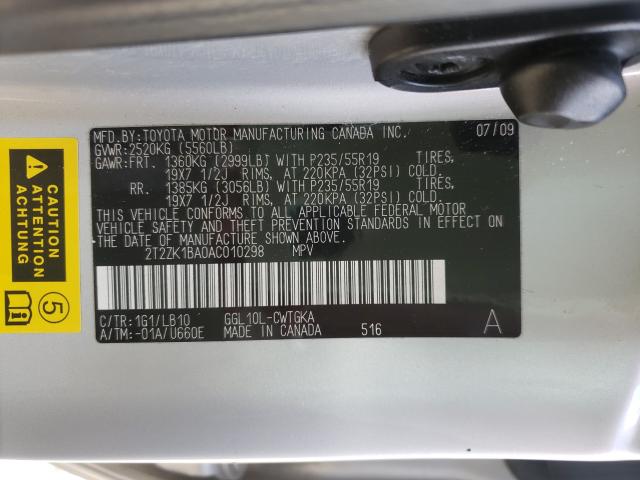 MFD.BY:TOYOTA MOTOR MANUFACTURING CANADA INC. 07/09
GVWR:2520KG (5560LB)
GAWR:FRT. 1360KG (2999LB) WITH P235/55R19 TIRES,
19X7 1/2J RIMS, AT 220KPA (32PSI) COLD.
RR. 1385KG (3056LB) WITH P235/55R19 TIRES,
19X7 1/2J RIMS, AT 220KPA (32PSI) COLD.
THIS VEHICLE CONFORMS TO ALL APPLICABLE FEDERAL MOTOR
VEHICLE SAFETY AND THEFT PREVENTION STANDARDS IN EFFECT ON
THE DATE OF MANUFACTURE SHOWN ABOVE.
2T2ZK1BA0AC010298 MPV
C/TR:1G1/LB10 GGL10L-CWTGKA
A/TM:-01A/U660E MADE IN CANADA 516 A
CAUTION
ATTENTION
ACHTUNG
5